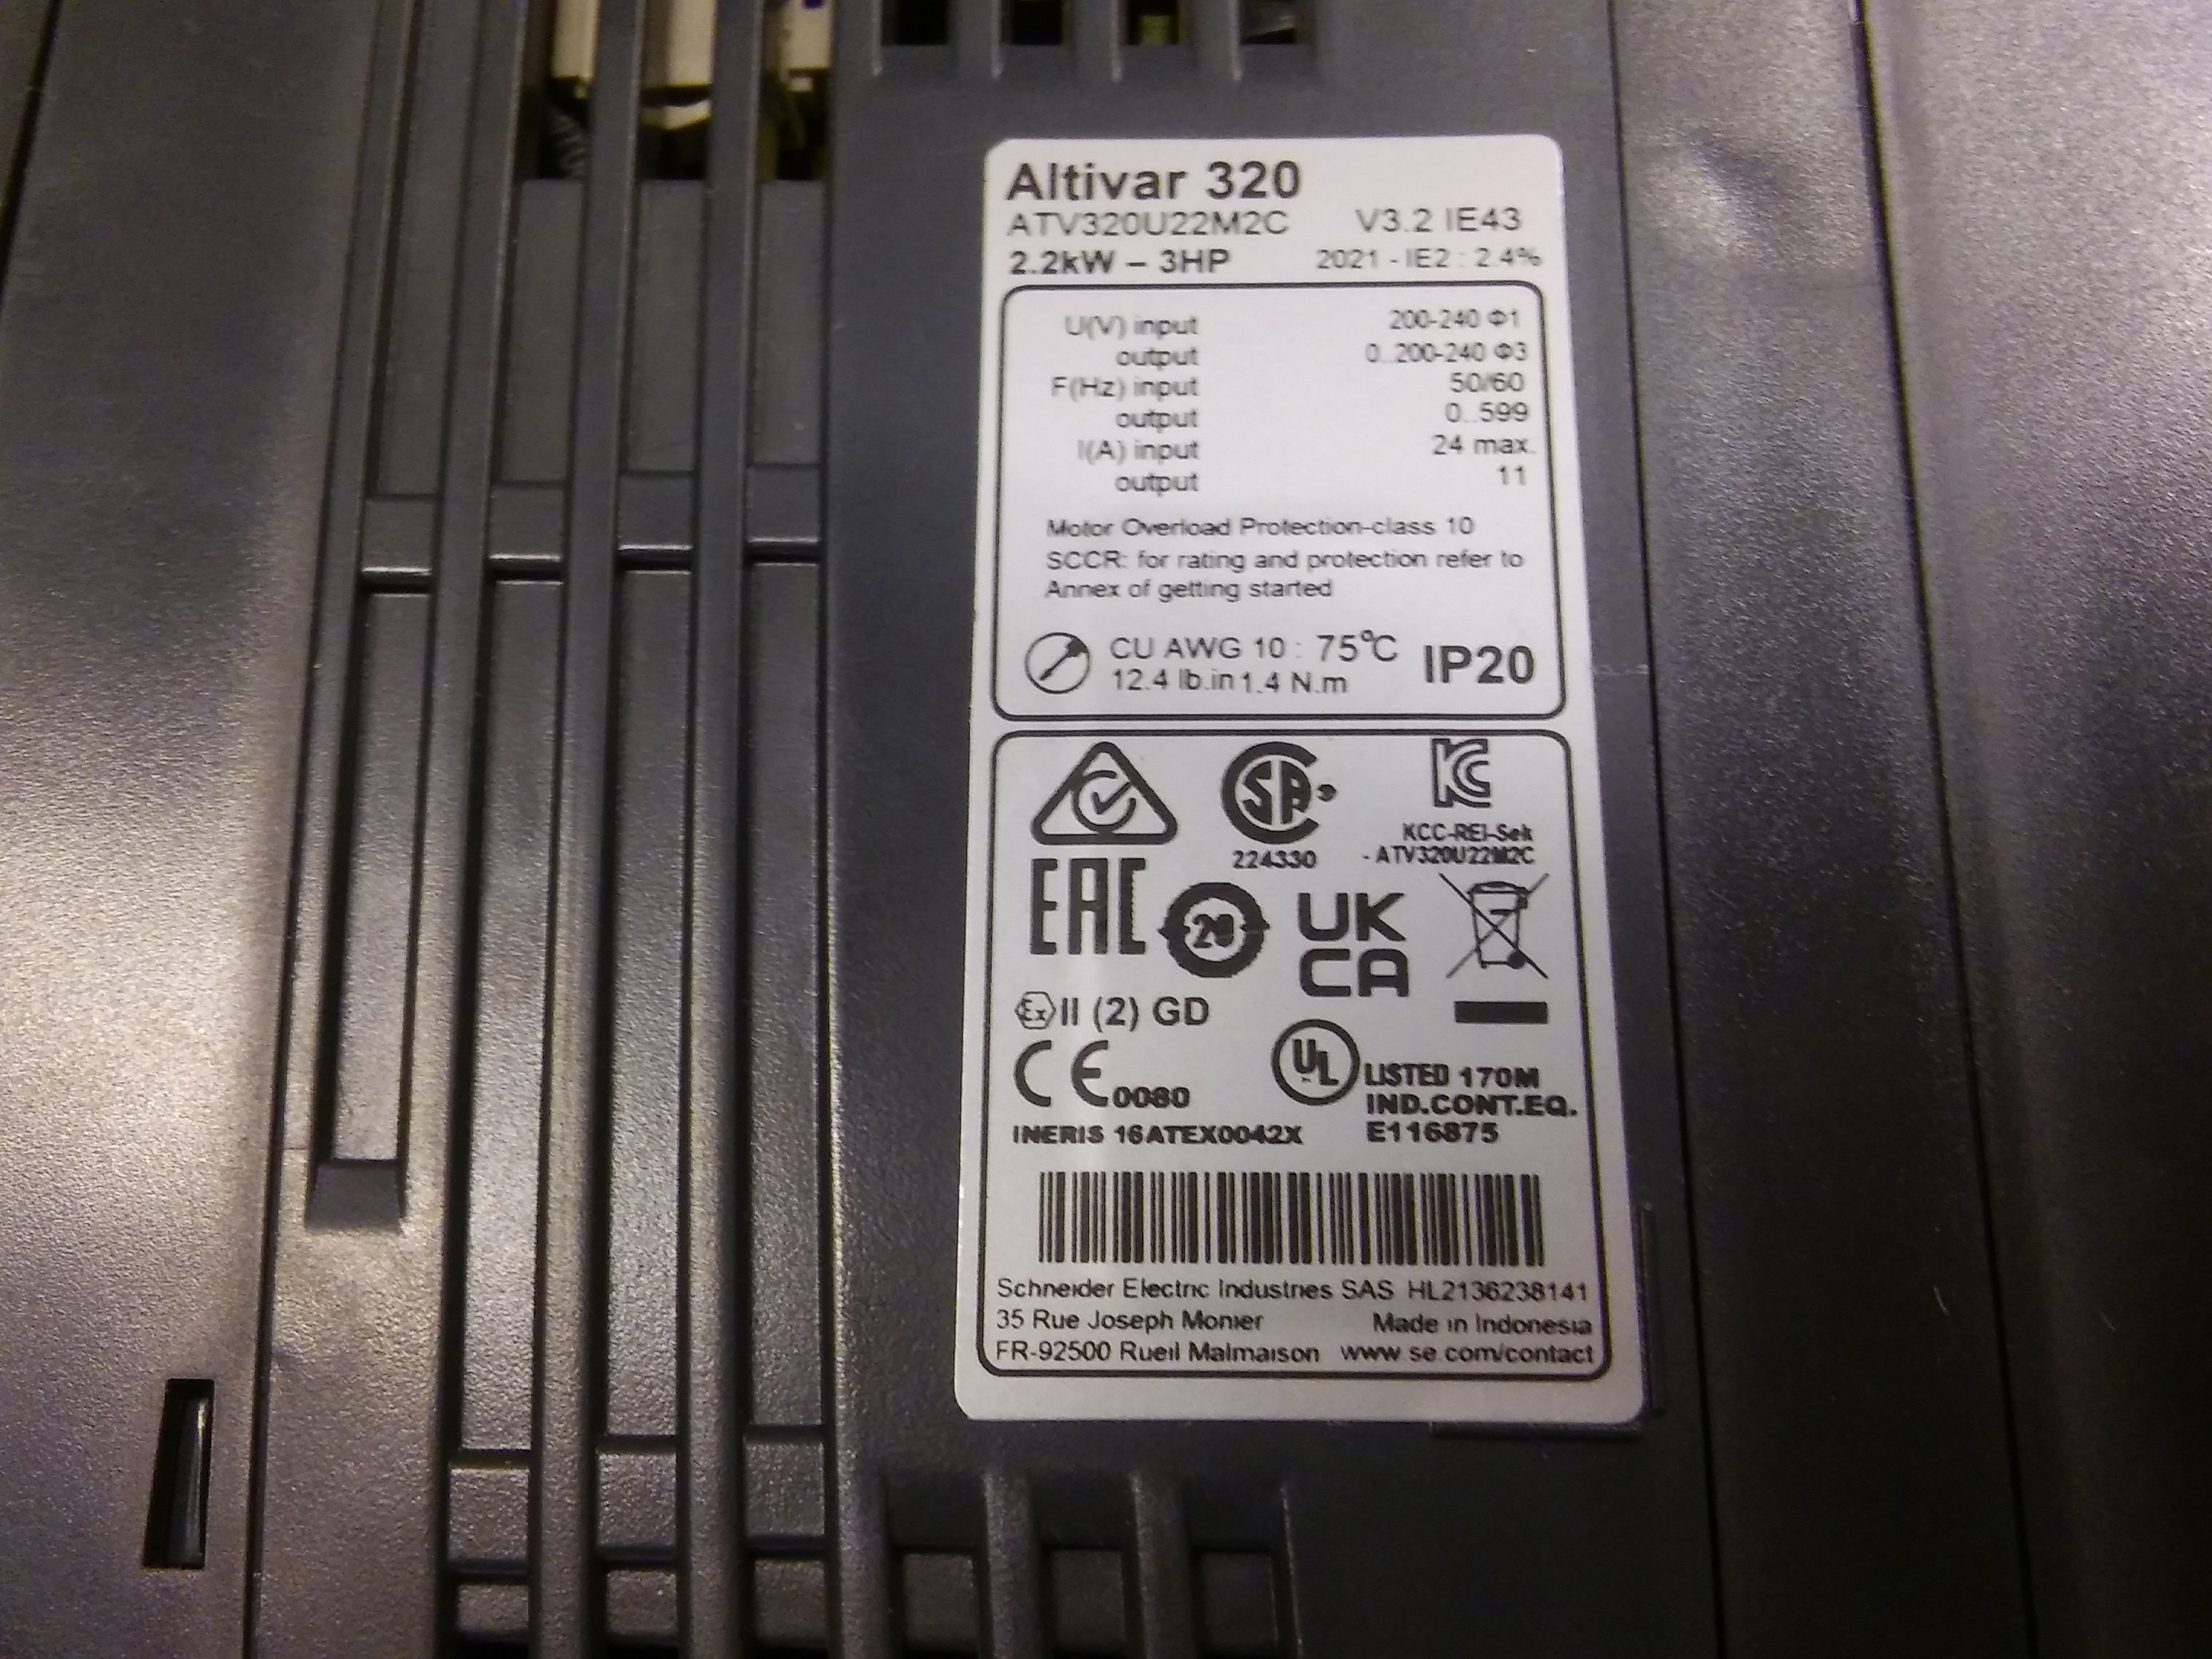 Altivar 320
ATV320U22M2C V3.2 IE43
2.2kW – 3HP 2021 - IE2 : 2.4%
U(V) input 200-240 Φ1
output 0..200-240 Φ3
F(Hz) input 50/60
output 0..599
I(A) input 24 max.
output 11
Motor Overload Protection-class 10
SCCR: for rating and protection refer to
Annex of getting started
CU AWG 10 : 75°C IP20
12.4 lb.in 1.4 N.m
SA
KC
224330
KCC-REI-Sek
- ATV320U22M2C
EAC
20
UK
CA
Ex II (2) GD
CE 0080
UL LISTED 170M
IND.CONT.EQ.
INERIS 16ATEX0042X E116875
Schneider Electric Industries SAS HL2136238141
35 Rue Joseph Monier Made in Indonesia
FR-92500 Rueil Malmaison www.se.com/contact